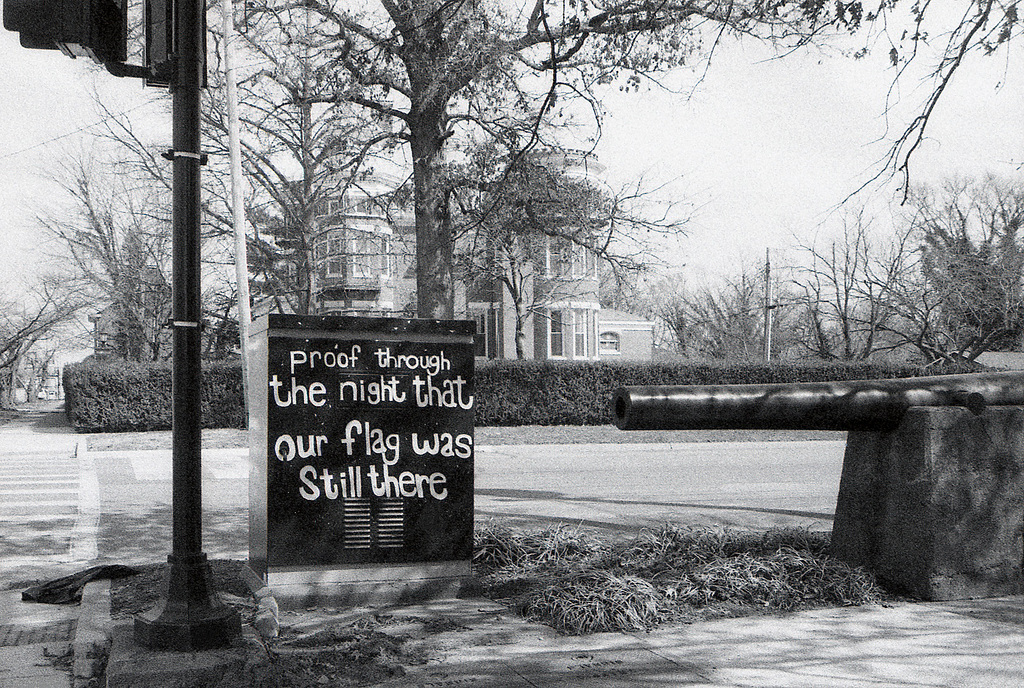 proof through
the night that
our flag was
Still there